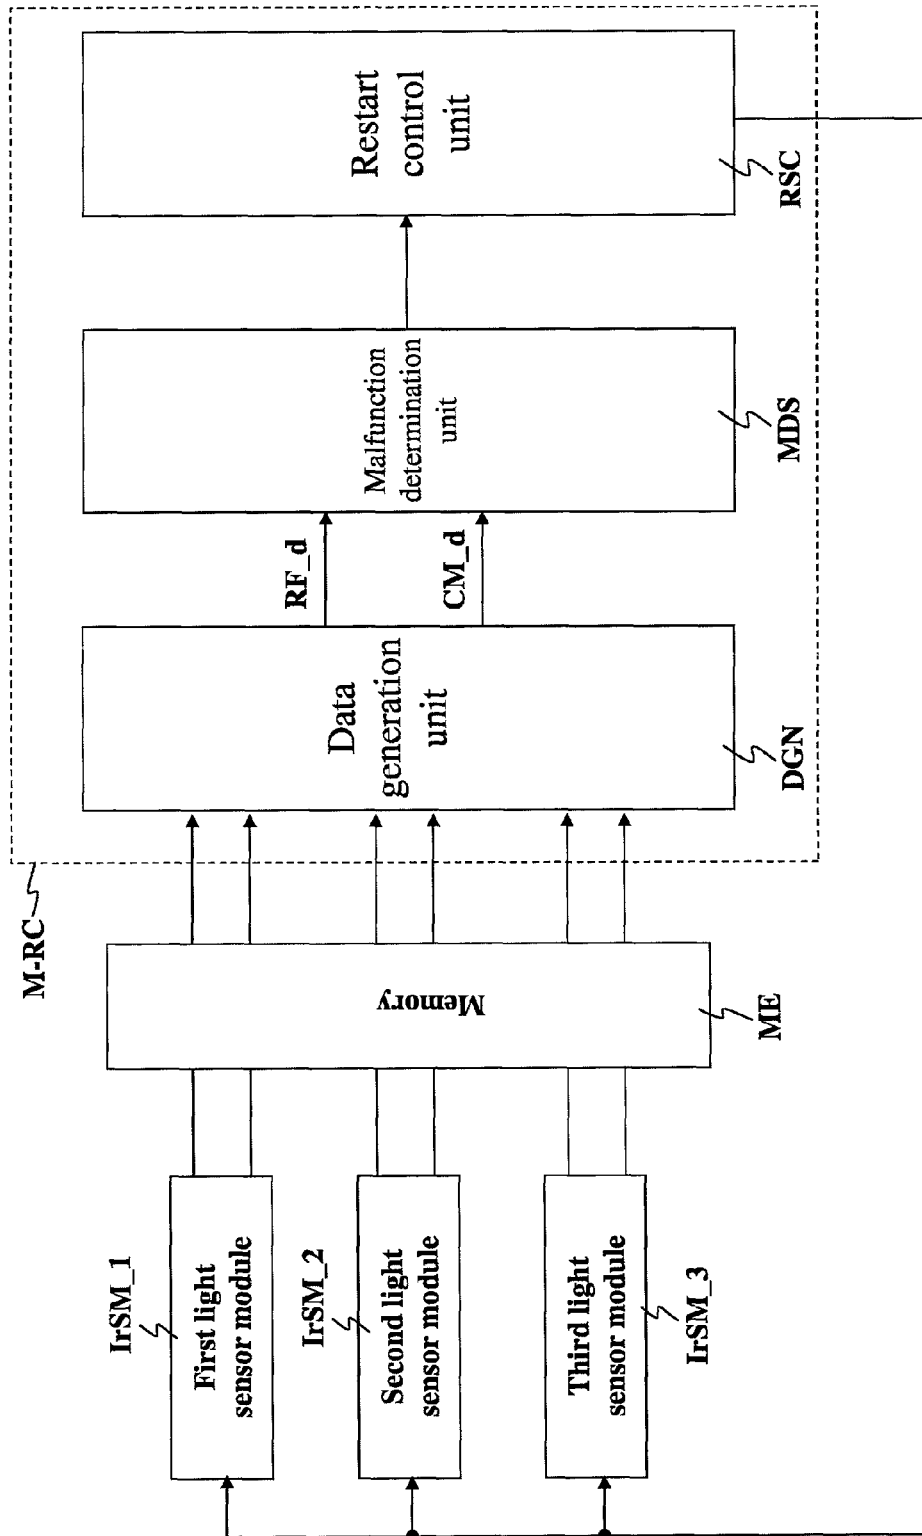 M-RC
IrSM_1
First light
sensor module
IrSM_2
Second light
sensor module
Third light
sensor module
IrSM_3
Memory
ME
Data
generation
unit
DGN
RF_d
CM_d
Malfunction
determination
unit
MDS
Restart
control
unit
RSC